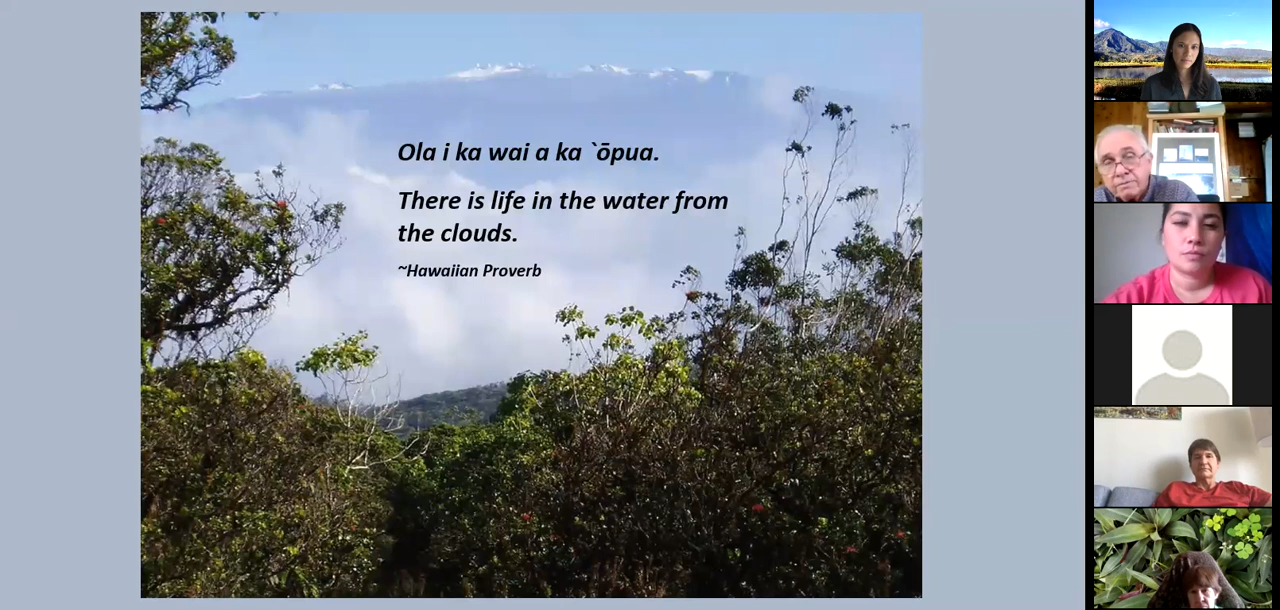 Ola i ka wai a ka `ōpua.
There is life in the water from
the clouds.
~Hawaiian Proverb